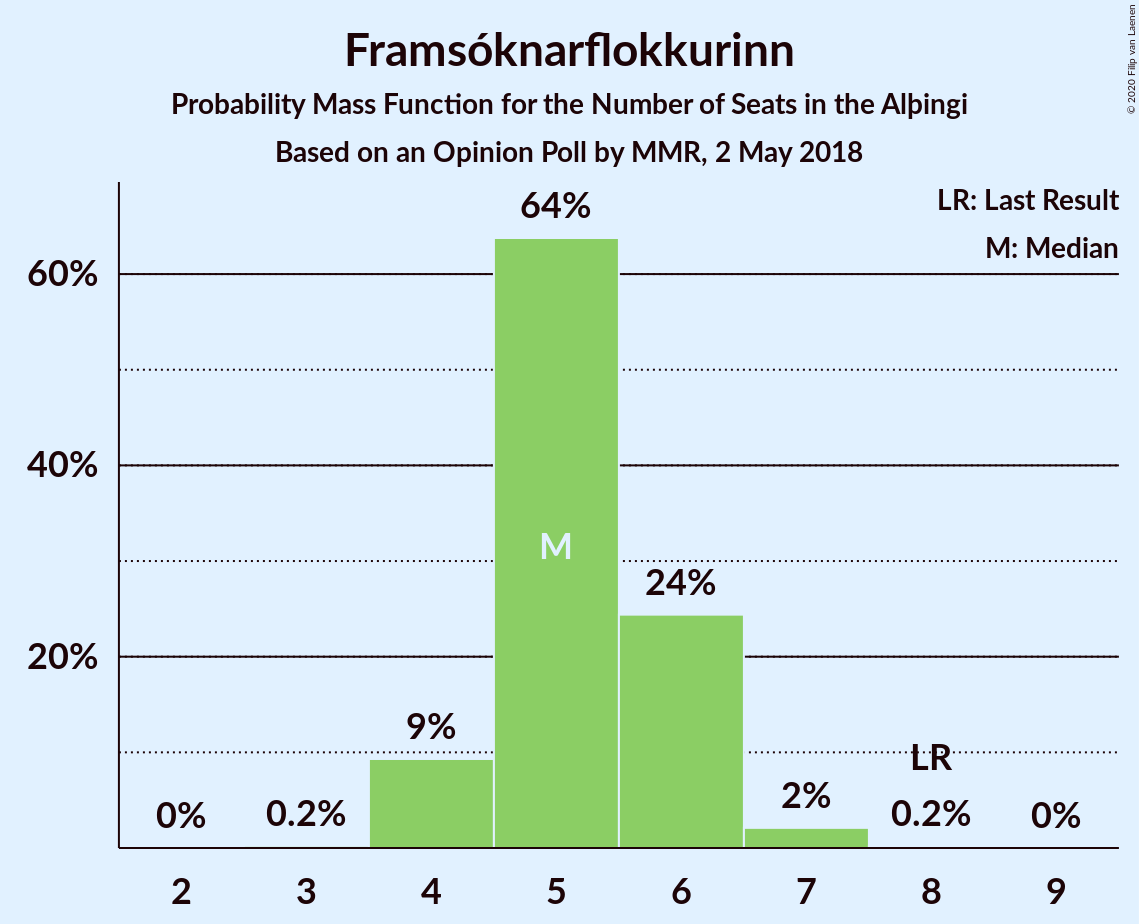 Framsóknarflokkurinn
Probability Mass Function for the Number of Seats in the Alþingi
Based on an Opinion Poll by MMR, 2 May 2018
© 2020 Filip van Laenen
LR: Last Result
M: Median
60%
40%
20%
0%
0.2%
9%
64%
M
24%
2%
LR
0.2%
0%
2 3 4 5 6 7 8 9